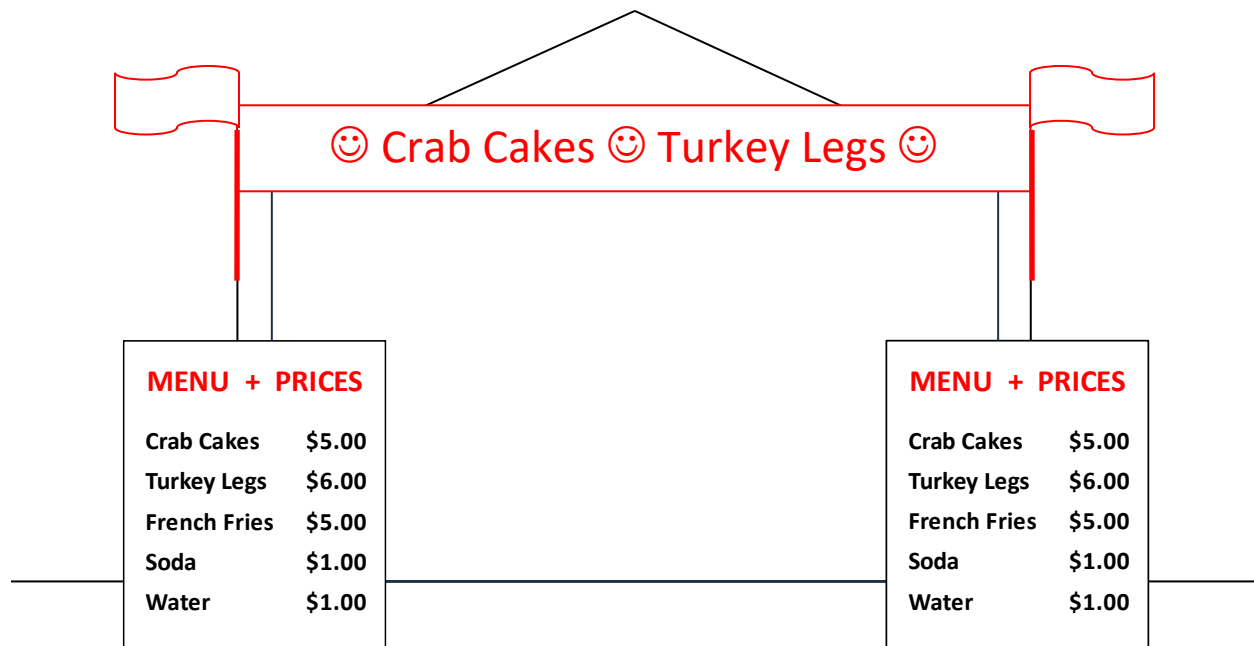 ☺ Crab Cakes ☺ Turkey Legs ☺
MENU + PRICES
Crab Cakes $5.00
Turkey Legs $6.00
French Fries $5.00
Soda $1.00
Water $1.00
MENU + PRICES
Crab Cakes $5.00
Turkey Legs $6.00
French Fries $5.00
Soda $1.00
Water $1.00